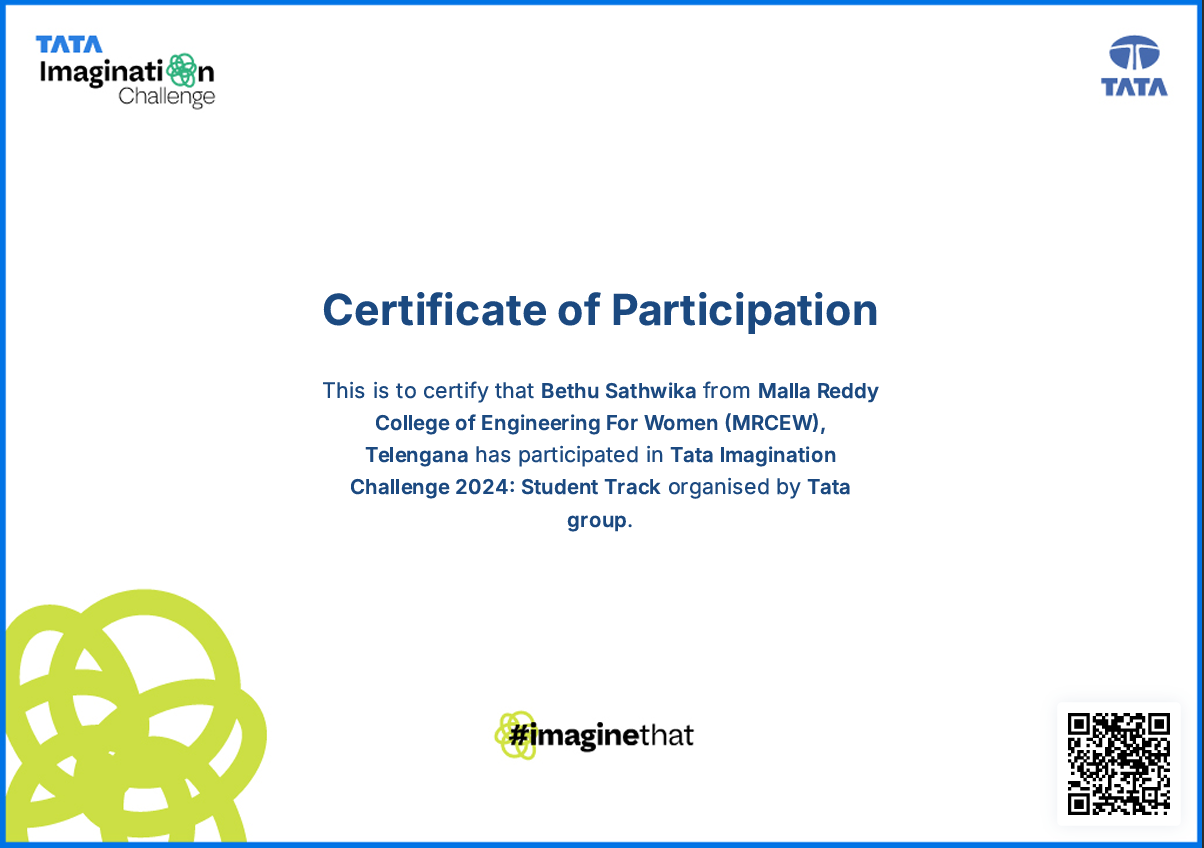 TATA
Imagination
Challenge
TATA
Certificate of Participation
This is to certify that Bethu Sathwika from Malla Reddy
College of Engineering For Women (MRCEW),
Telengana has participated in Tata Imagination
Challenge 2024: Student Track organised by Tata
group.
#imaginethat